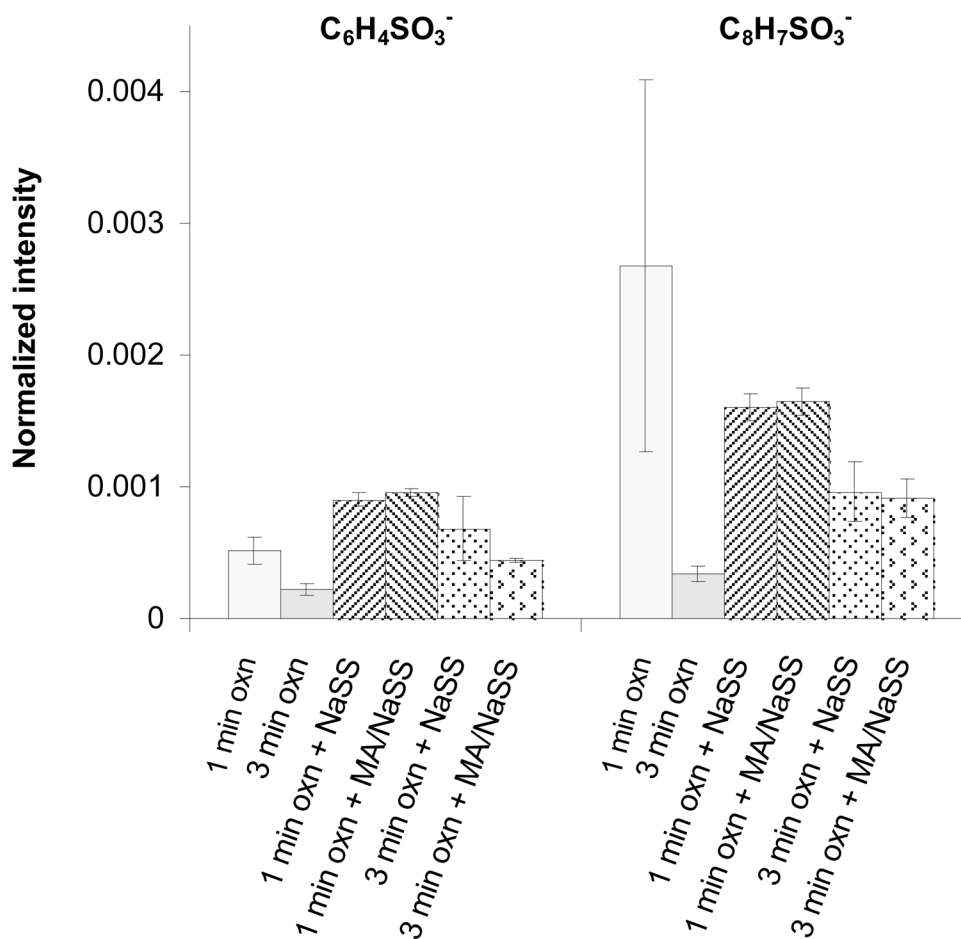 C₆H₄SO₃⁻
C₈H₇SO₃⁻
Normalized intensity
0.004
0.003
0.002
0.001
0
1 min oxn
3 min oxn
1 min oxn + NaSS
1 min oxn + MA/NaSS
3 min oxn + NaSS
3 min oxn + MA/NaSS
1 min oxn
3 min oxn
1 min oxn + NaSS
1 min oxn + MA/NaSS
3 min oxn + NaSS
3 min oxn + MA/NaSS